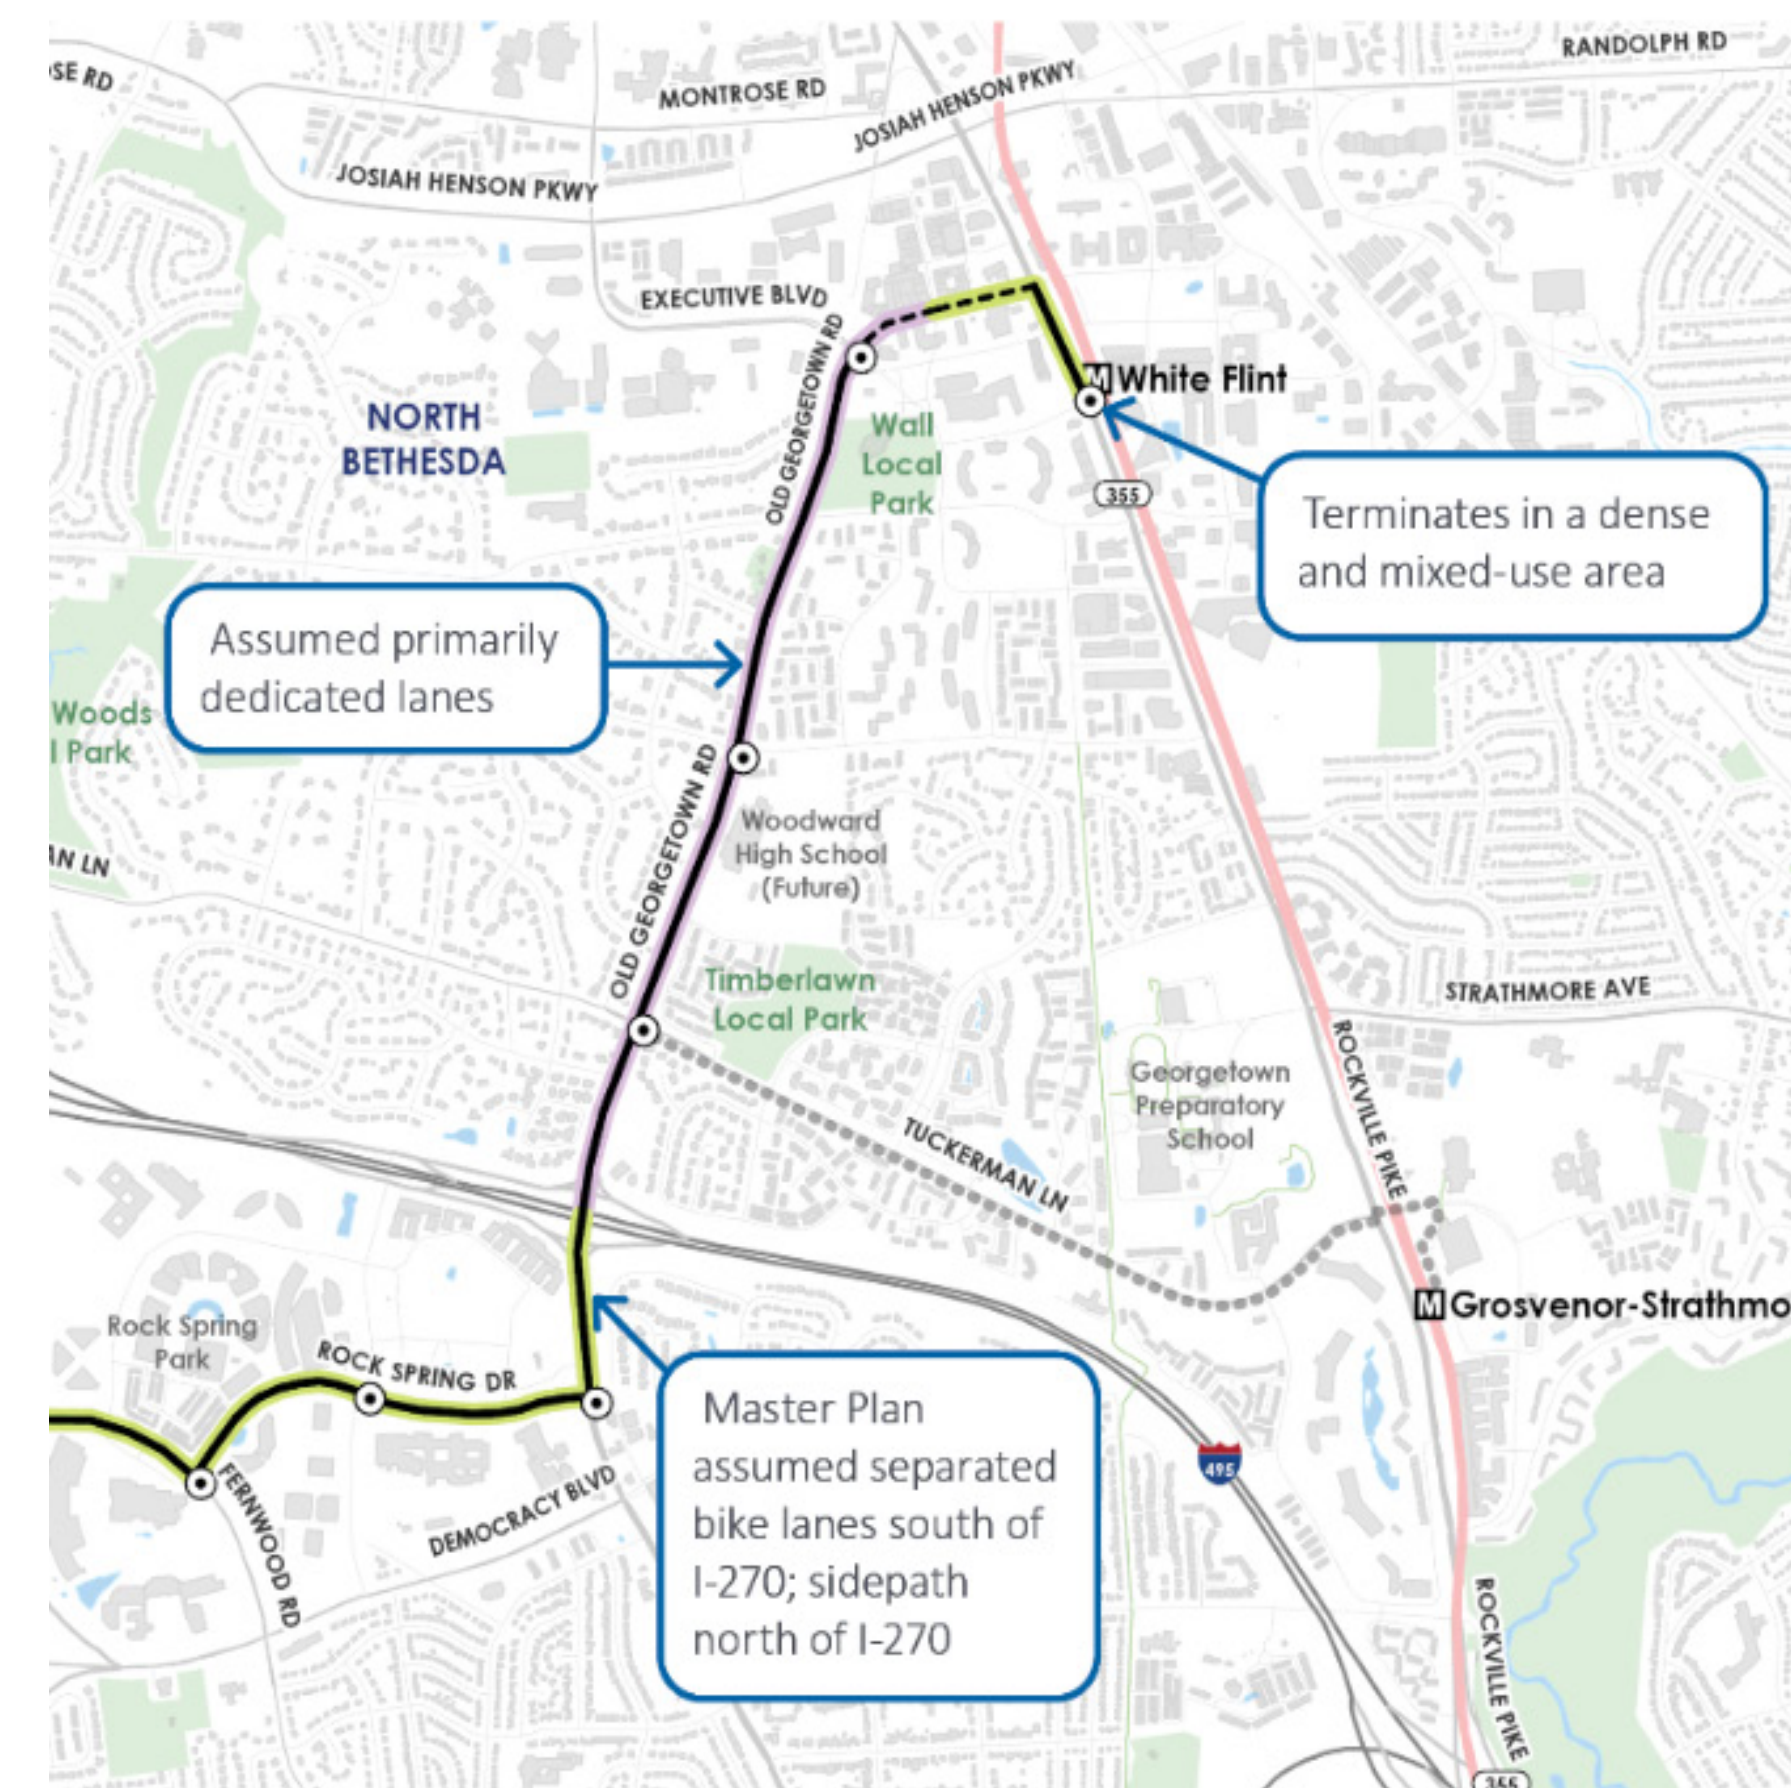 RANDOLPH RD
SE RD
MONTROSE RD
JOSIAH HENSON PKWY
JOSIAH HENSON PKWY
EXECUTIVE BLVD
OLD GEORGETOWN RD
M White Flint
NORTH
BETHESDA
Wall
Local
Park
355
Terminates in a dense
and mixed-use area
Assumed primarily
dedicated lanes
Woods
l Park
OLD GEORGETOWN RD
Woodward
High School
(Future)
N LN
Timberlawn
Local Park
STRATHMORE AVE
ROCKVILLE PIKE
Georgetown
Preparatory
School
TUCKERMAN LN
M Grosvenor-Strathmo
Rock Spring
Park
ROCK SPRING DR
FERNWOOD RD
DEMOCRACY BLVD
Master Plan
assumed separated
bike lanes south of
I-270; sidepath
north of I-270
495
ROCKVILLE PIKE
355